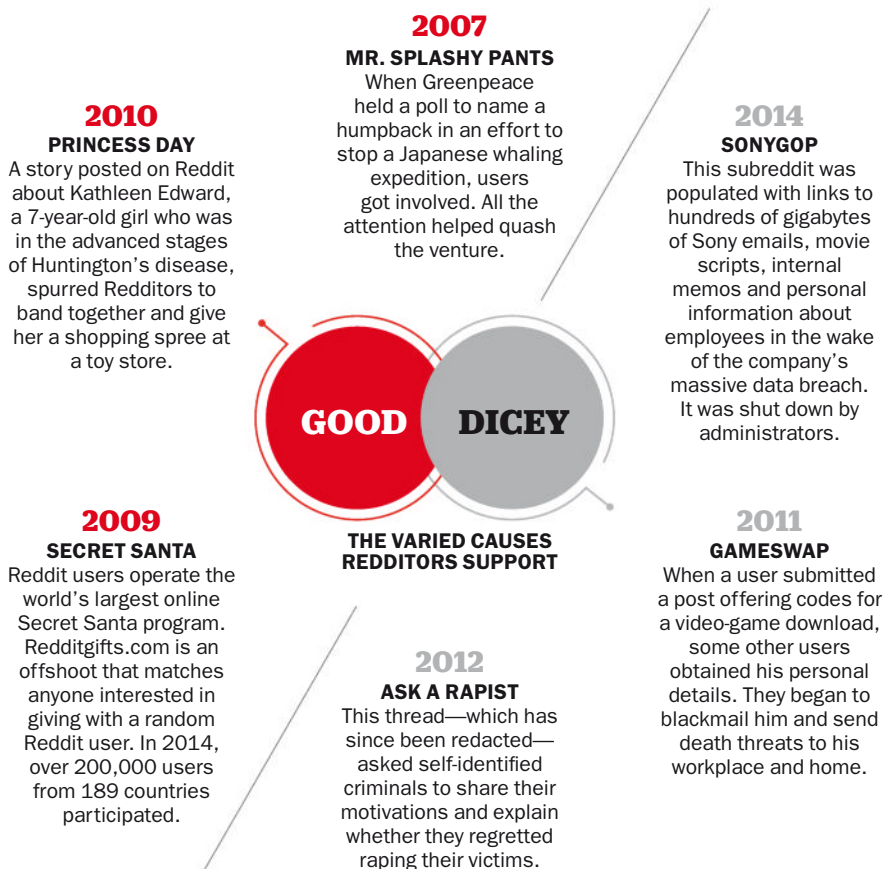 2007
MR. SPLASHY PANTS
When Greenpeace
held a poll to name a
humpback in an effort to
stop a Japanese whaling
expedition, users
got involved. All the
attention helped quash
the venture.
2010
PRINCESS DAY
A story posted on Reddit
about Kathleen Edward,
a 7-year-old girl who was
in the advanced stages
of Huntington’s disease,
spurred Redditors to
band together and give
her a shopping spree at
a toy store.
2014
SONYGOP
This subreddit was
populated with links to
hundreds of gigabytes
of Sony emails, movie
scripts, internal
memos and personal
information about
employees in the wake
of the company’s
massive data breach.
It was shut down by
administrators.
GOOD
DICEY
THE VARIED CAUSES
REDDITORS SUPPORT
2009
SECRET SANTA
Reddit users operate the
world’s largest online
Secret Santa program.
Redditgifts.com is an
offshoot that matches
anyone interested in
giving with a random
Reddit user. In 2014,
over 200,000 users
from 189 countries
participated.
2012
ASK A RAPIST
This thread—which has
since been redacted—
asked self-identified
criminals to share their
motivations and explain
whether they regretted
raping their victims.
2011
GAMESWAP
When a user submitted
a post offering codes for
a video-game download,
some other users
obtained his personal
details. They began to
blackmail him and send
death threats to his
workplace and home.